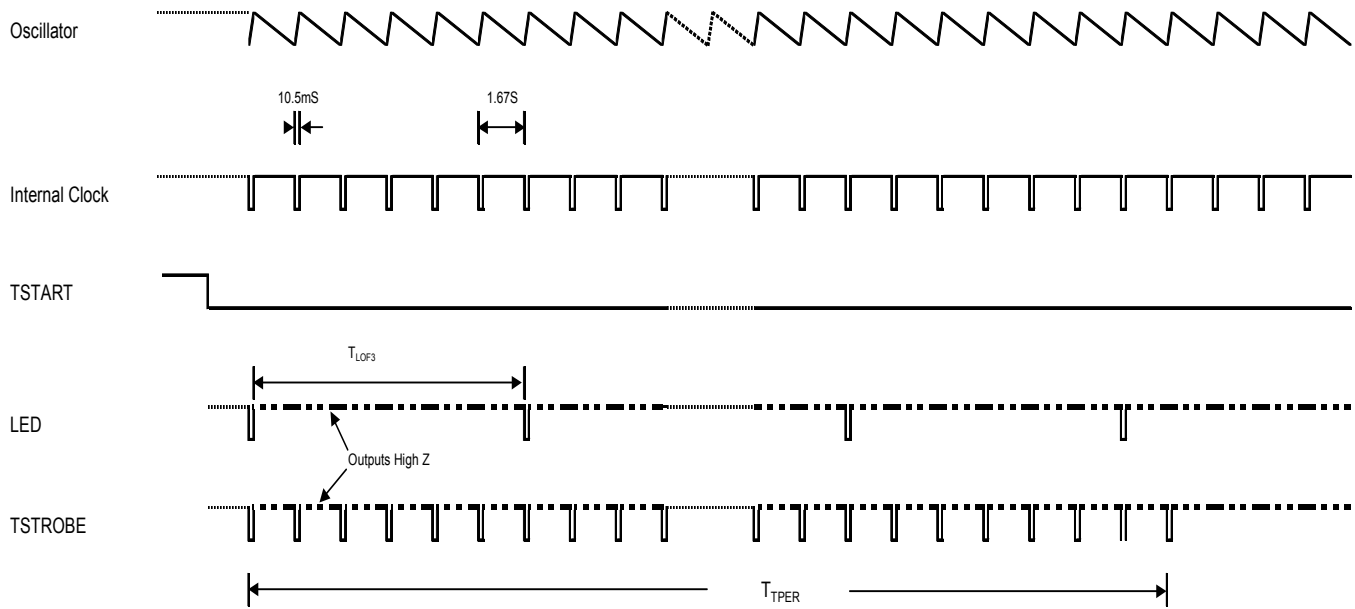 Oscillator
10.5mS
1.67S
Internal Clock
TSTART
TLOF3
LED
Outputs High Z
TSTROBE
TTPER